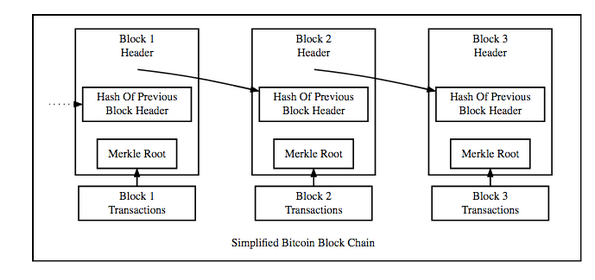 Block 1
Header
Block 2
Header
Block 3
Header
Hash Of Previous
Block Header
Hash Of Previous
Block Header
Hash Of Previous
Block Header
Merkle Root
Merkle Root
Merkle Root
Block 1
Transactions
Block 2
Transactions
Block 3
Transactions
Simplified Bitcoin Block Chain